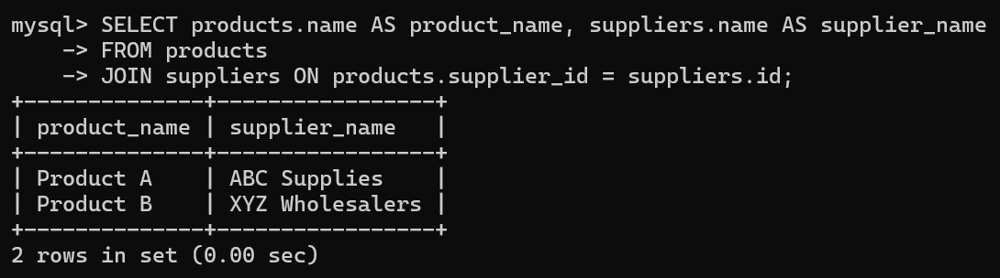 mysql> SELECT products.name AS product_name, suppliers.name AS supplier_name
    -> FROM products
    -> JOIN suppliers ON products.supplier_id = suppliers.id;
+--------------+-----------------+
| product_name | supplier_name   |
+--------------+-----------------+
| Product A    | ABC Supplies    |
| Product B    | XYZ Wholesalers |
+--------------+-----------------+
2 rows in set (0.00 sec)